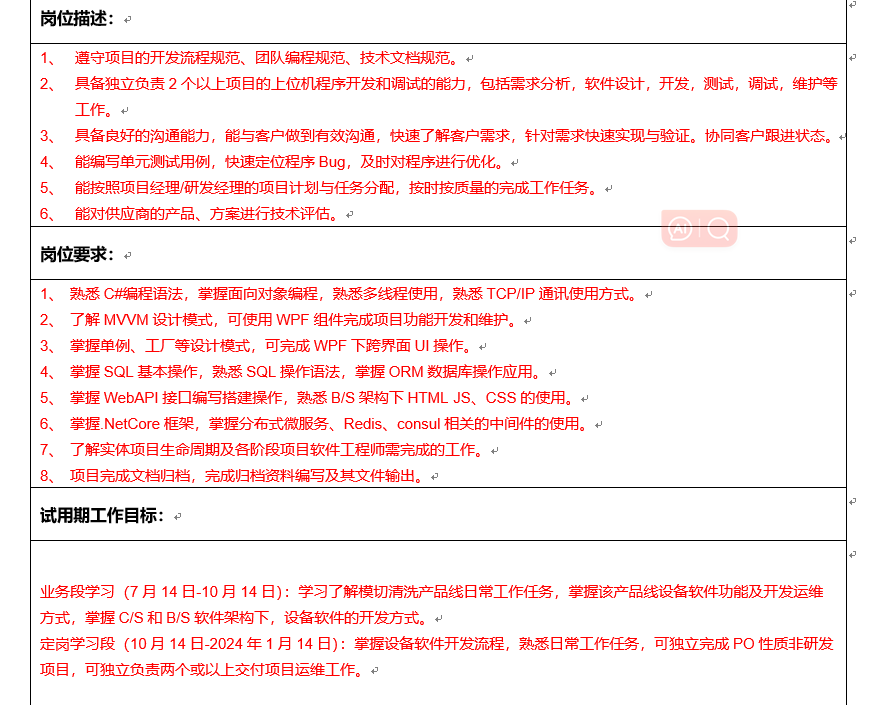 岗位描述：
1、 遵守项目的开发流程规范、团队编程规范、技术文档规范。
2、 具备独立负责 2 个以上项目的上位机程序开发和调试的能力，包括需求分析，软件设计，开发，测试，调试，维护等
工作。
3、 具备良好的沟通能力，能与客户做到有效沟通，快速了解客户需求，针对需求快速实现与验证。协同客户跟进状态。
4、 能编写单元测试用例，快速定位程序 Bug，及时对程序进行优化。
5、 能按照项目经理/研发经理的项目计划与任务分配，按时按质量的完成工作任务。
6、 能对供应商的产品、方案进行技术评估。
AI
岗位要求：
1、 熟悉 C#编程语法，掌握面向对象编程，熟悉多线程使用，熟悉 TCP/IP 通讯使用方式。
2、 了解 MVVM 设计模式，可使用 WPF 组件完成项目功能开发和维护。
3、 掌握单例、工厂等设计模式，可完成 WPF 下跨界面 UI 操作。
4、 掌握 SQL 基本操作，熟悉 SQL 操作语法，掌握 ORM 数据库操作应用。
5、 掌握 WebAPI 接口编写搭建操作，熟悉 B/S 架构下 HTML JS、CSS 的使用。
6、 掌握.NetCore 框架，掌握分布式微服务、Redis、consul 相关的中间件的使用。
7、 了解实体项目生命周期及各阶段项目软件工程师需完成的工作。
8、 项目完成文档归档，完成归档资料编写及其文件输出。
试用期工作目标：
业务段学习（7 月 14 日-10 月 14 日）：学习了解模切清洗产品线日常工作任务，掌握该产品线设备软件功能及开发运维
方式，掌握 C/S 和 B/S 软件架构下，设备软件的开发方式。
定岗学习段（10 月 14 日-2024 年 1 月 14 日）：掌握设备软件开发流程，熟悉日常工作任务，可独立完成 PO 性质非研发
项目，可独立负责两个或以上交付项目运维工作。